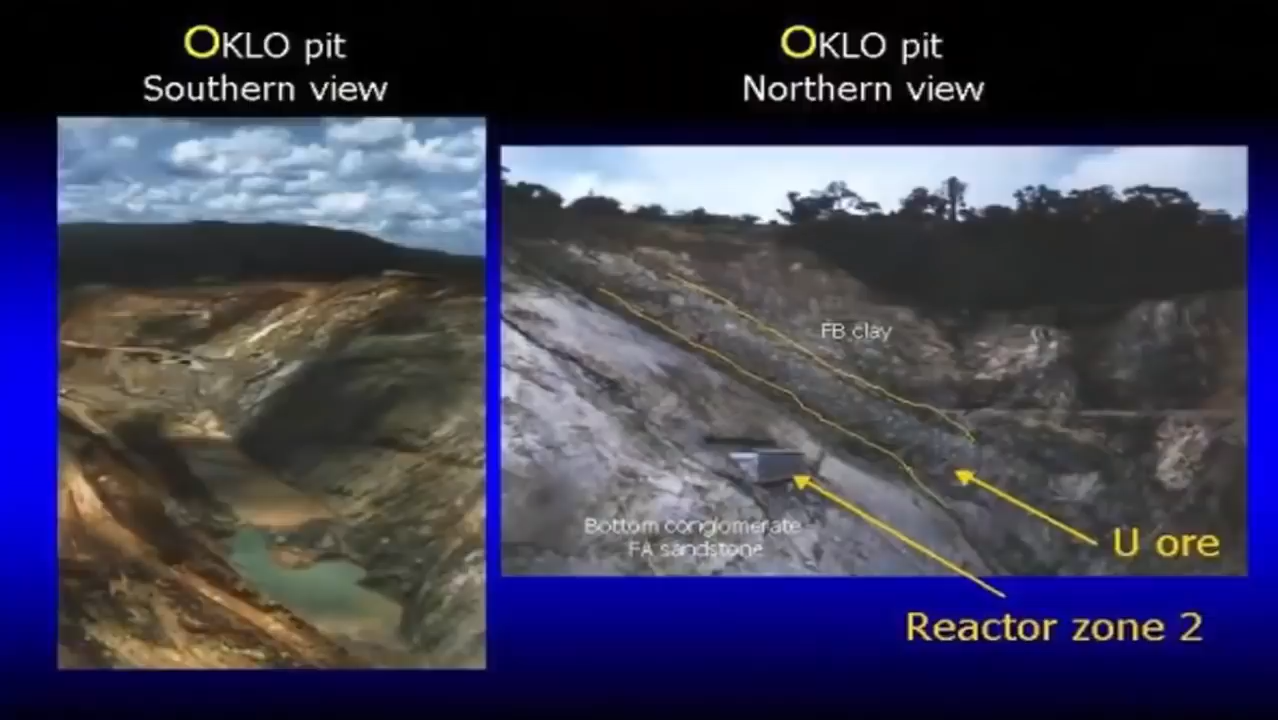 OKLO pit
Southern view
OKLO pit
Northern view
FB clay
Bottom conglomerate
FA sandstone
U ore
Reactor zone 2